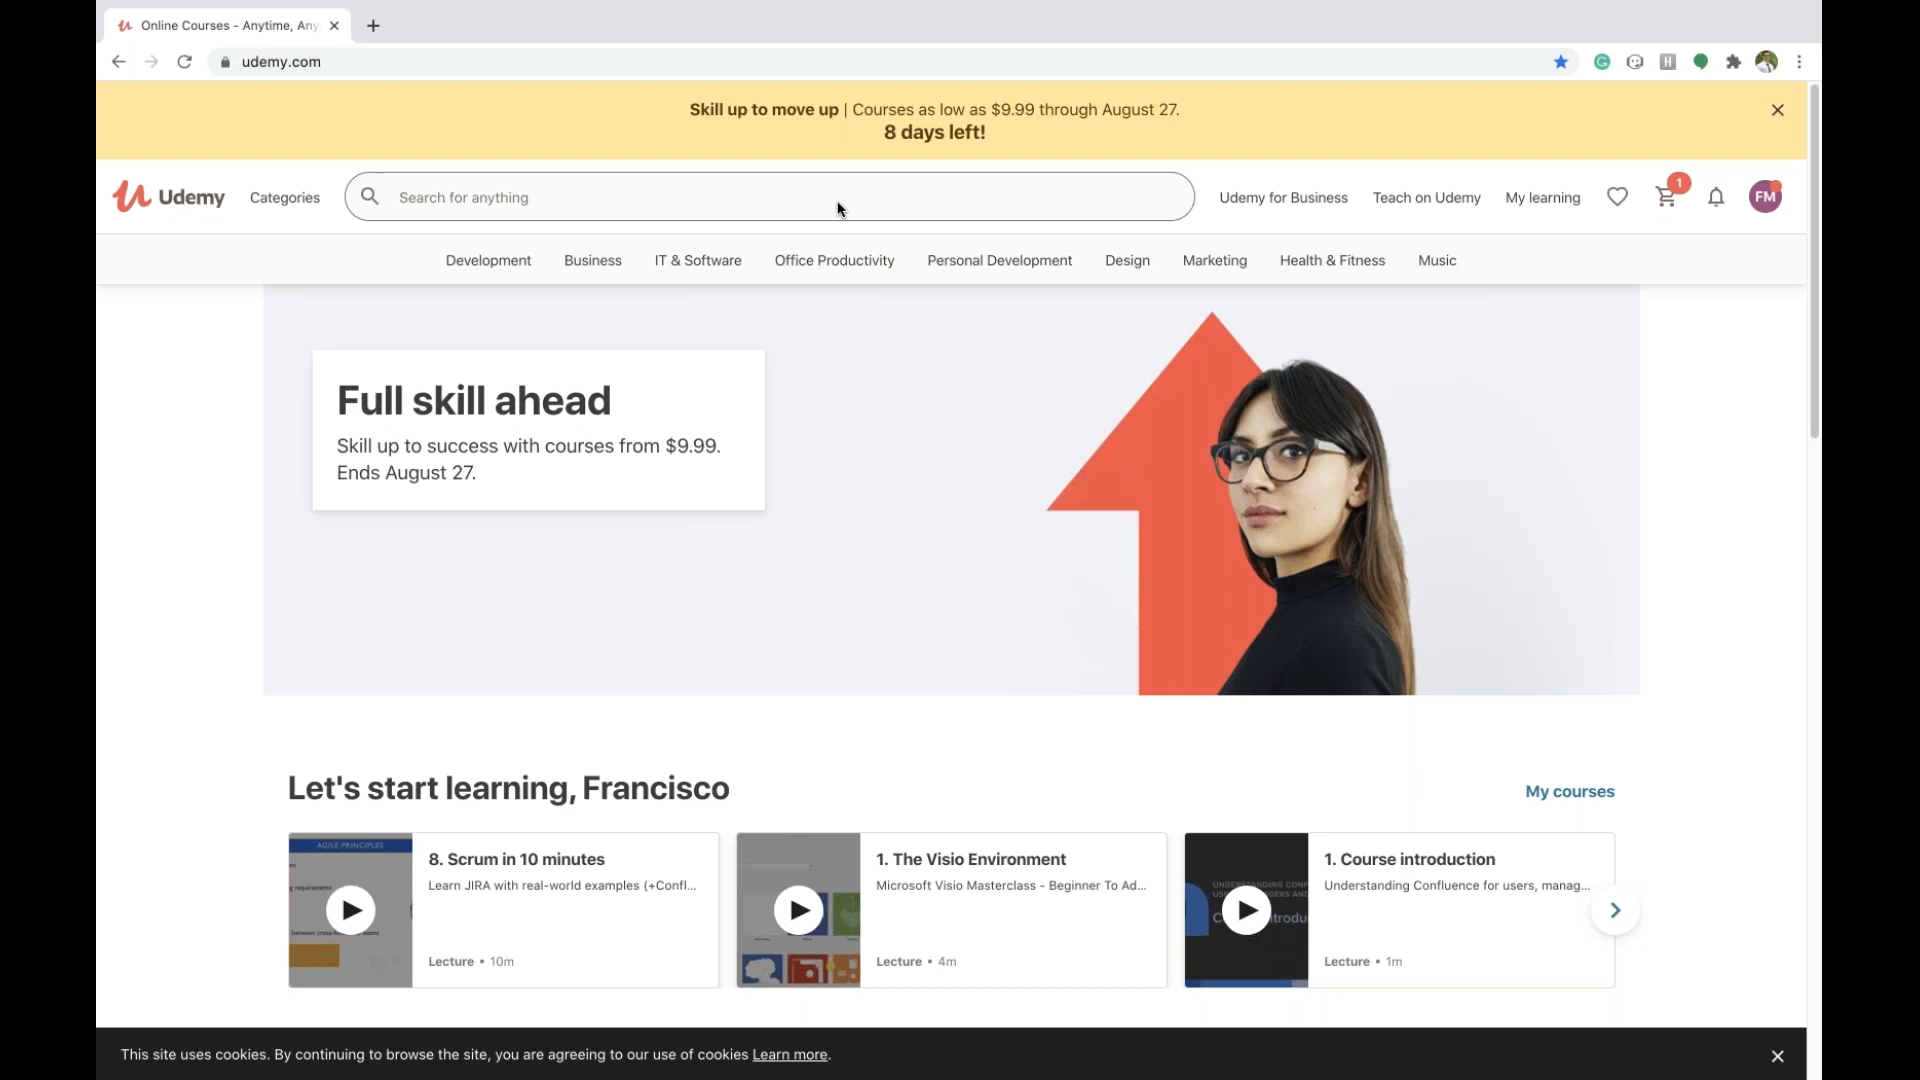 Online Courses - Anytime, Any
udemy.com
Skill up to move up | Courses as low as $9.99 through August 27.
8 days left!
Udemy
Categories
Search for anything
Udemy for Business
Teach on Udemy
My learning
1
FM
Development
Business
IT & Software
Office Productivity
Personal Development
Design
Marketing
Health & Fitness
Music
Full skill ahead
Skill up to success with courses from $9.99.
Ends August 27.
Let's start learning, Francisco
My courses
AGILE PRINCIPLES
8. Scrum in 10 minutes
Learn JIRA with real-world examples (+Confl...
Lecture • 10m
1. The Visio Environment
Microsoft Visio Masterclass - Beginner To Ad...
Lecture • 4m
1. Course introduction
Understanding Confluence for users, manag...
Lecture • 1m
This site uses cookies. By continuing to browse the site, you are agreeing to our use of cookies Learn more.